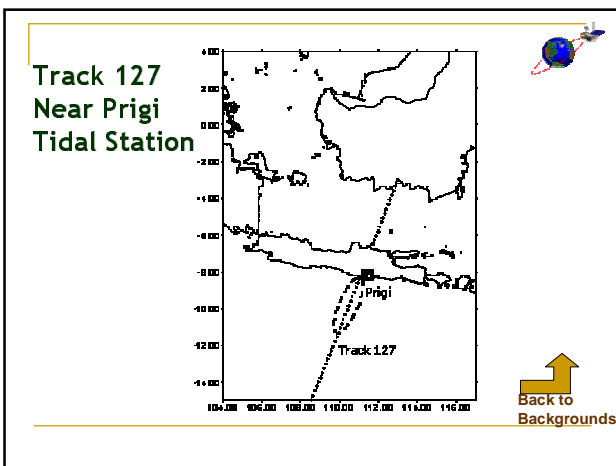 Track 127
Near Prigi
Tidal Station
4.00
2.00
0.00
-2.00
-4.00
-6.00
-8.00
-10.00
-12.00
-14.00
104.00 106.00 108.00 110.00 112.00 114.00 116.00
Prigi
Track 127
Back to
Backgrounds